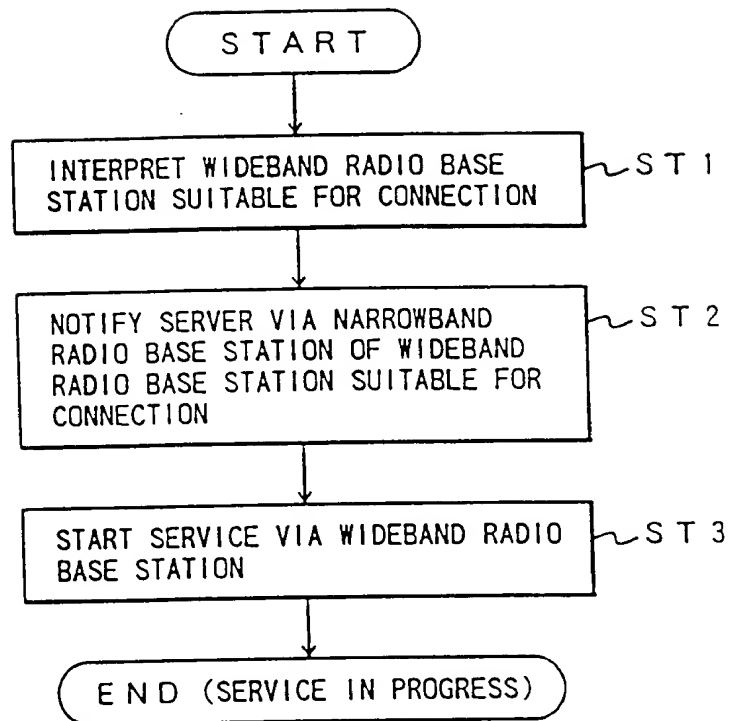 START
INTERPRET WIDEBAND RADIO BASE
STATION SUITABLE FOR CONNECTION
ST1
NOTIFY SERVER VIA NARROWBAND
RADIO BASE STATION OF WIDEBAND
RADIO BASE STATION SUITABLE FOR
CONNECTION
ST2
START SERVICE VIA WIDEBAND RADIO
BASE STATION
ST3
END (SERVICE IN PROGRESS)